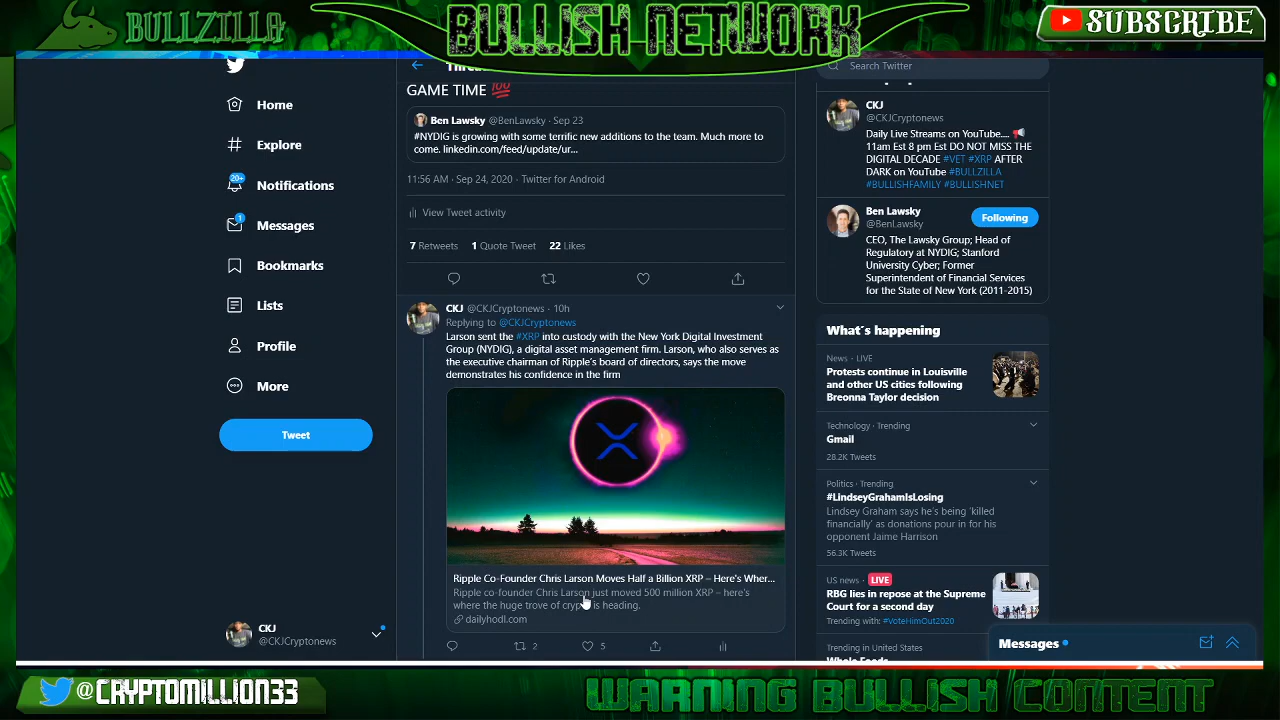 BULLZILLA
BULLISH NETWORK
SUBSCRIBE
Home
Explore
20+
Notifications
1
Messages
Bookmarks
Lists
Profile
More
Tweet
CKJ
@CKJCryptonews
GAME TIME 💯
Ben Lawsky @BenLawsky · Sep 23
#NYDIG is growing with some terrific new additions to the team. Much more to
come. linkedin.com/feed/update/ur...
11:56 AM · Sep 24, 2020 · Twitter for Android
View Tweet activity
7 Retweets 1 Quote Tweet 22 Likes
CKJ @CKJCryptonews · 10h
Replying to @CKJCryptonews
Larson sent the #XRP into custody with the New York Digital Investment
Group (NYDIG), a digital asset management firm. Larson, who also serves as
the executive chairman of Ripple's board of directors, says the move
demonstrates his confidence in the firm
Ripple Co-Founder Chris Larson Moves Half a Billion XRP – Here's Wher...
Ripple co-founder Chris Larson just moved 500 million XRP – here's
where the huge trove of crypto is heading.
dailyhodl.com
2 5
Search Twitter
CKJ
@CKJCryptonews
Daily Live Streams on YouTube.... 📢
11am Est 8 pm Est DO NOT MISS THE
DIGITAL DECADE #VET #XRP AFTER
DARK on YouTube #BULLZILLA
#BULLISHFAMILY #BULLISHNET
Ben Lawsky
@BenLawsky
Following
CEO, The Lawsky Group; Head of
Regulatory at NYDIG; Stanford
University Cyber; Former
Superintendent of Financial Services
for the State of New York (2011-2015)
What's happening
News · LIVE
Protests continue in Louisville
and other US cities following
Breonna Taylor decision
Technology · Trending
Gmail
28.2K Tweets
Politics · Trending
#LindseyGrahamIsLosing
Lindsey Graham says he's being 'killed
financially' as donations pour in for his
opponent Jaime Harrison
56.3K Tweets
US news LIVE
RBG lies in repose at the Supreme
Court for a second day
Trending with: #VoteHimOut2020
Trending in United States
Messages
@CRYPTOMILLION33
WARNING BULLISH CONTENT